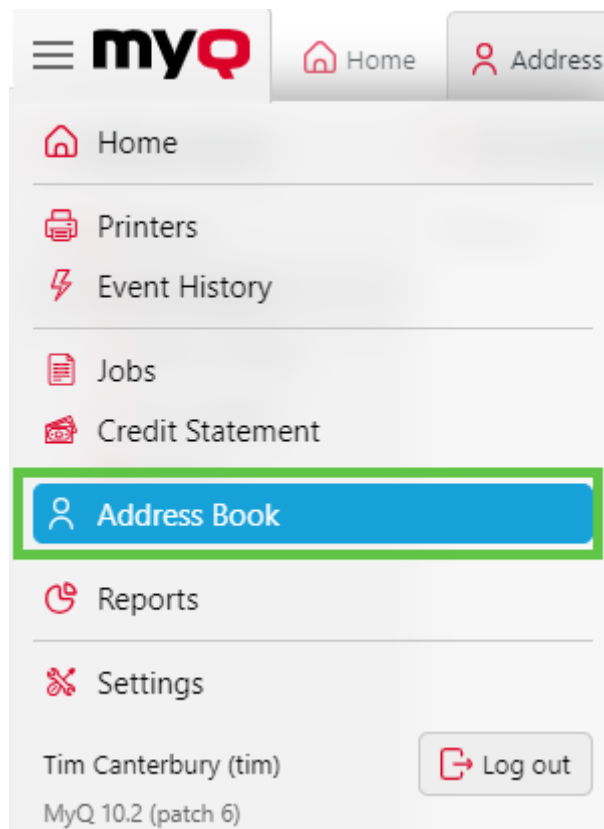 myQ
Home
Address
Home
Printers
Event History
Jobs
Credit Statement
Address Book
Reports
Settings
Tim Canterbury (tim)
Log out
MyQ 10.2 (patch 6)